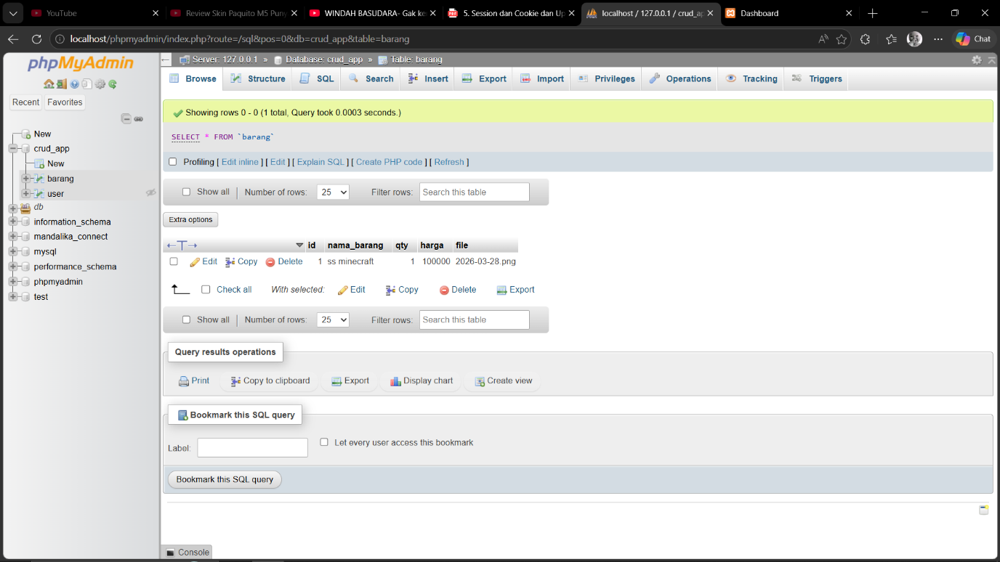 YouTube
Review Skin Paquito M5 Puny
WINDAH BASUDARA- Gak ke
5. Session dan Cookie dan Up
localhost / 127.0.0.1 / crud_ap
Dashboard
localhost/phpmyadmin/index.php?route=/sql&pos=0&db=crud_app&table=barang
Chat
phpMyAdmin
Recent
Favorites
New
crud_app
New
barang
user
db
information_schema
mandalika_connect
mysql
performance_schema
phpmyadmin
test
Server: 127.0.0.1 » Database: crud_app » Table: barang
Browse Structure SQL Search Insert Export Import Privileges Operations Tracking Triggers
Showing rows 0 - 0 (1 total, Query took 0.0003 seconds.)
SELECT * FROM `barang`
Profiling [ Edit inline ] [ Edit ] [ Explain SQL ] [ Create PHP code ] [ Refresh ]
Show all Number of rows: 25 Filter rows: Search this table
Extra options
id nama_barang qty harga file
Edit Copy Delete 1 ss minecraft 1 100000 2026-03-28.png
Check all With selected: Edit Copy Delete Export
Show all Number of rows: 25 Filter rows: Search this table
Query results operations
Print Copy to clipboard Export Display chart Create view
Bookmark this SQL query
Label: Let every user access this bookmark
Bookmark this SQL query
Console